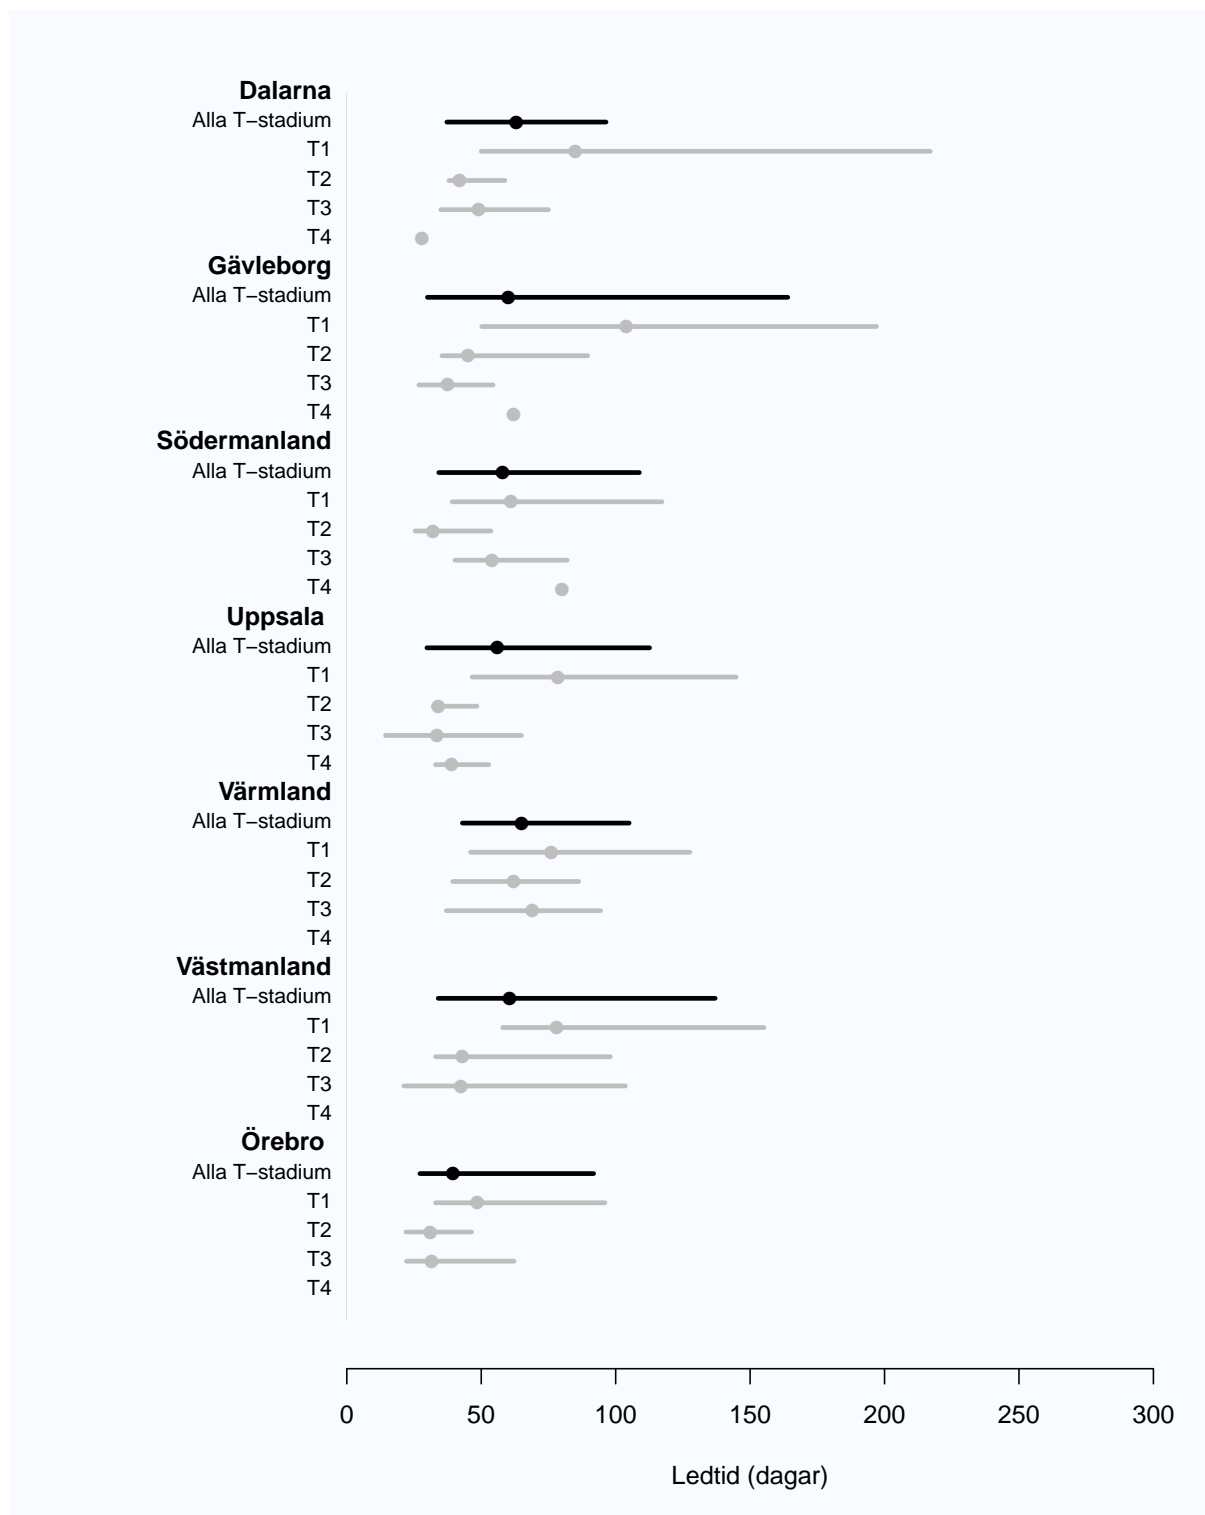 Dalarna
Alla T−stadium
T1
T2
T3
T4
Gävleborg
Alla T−stadium
T1
T2
T3
T4
Södermanland
Alla T−stadium
T1
T2
T3
T4
Uppsala
Alla T−stadium
T1
T2
T3
T4
Värmland
Alla T−stadium
T1
T2
T3
T4
Västmanland
Alla T−stadium
T1
T2
T3
T4
Örebro
Alla T−stadium
T1
T2
T3
T4
0 50 100 150 200 250 300
Ledtid (dagar)